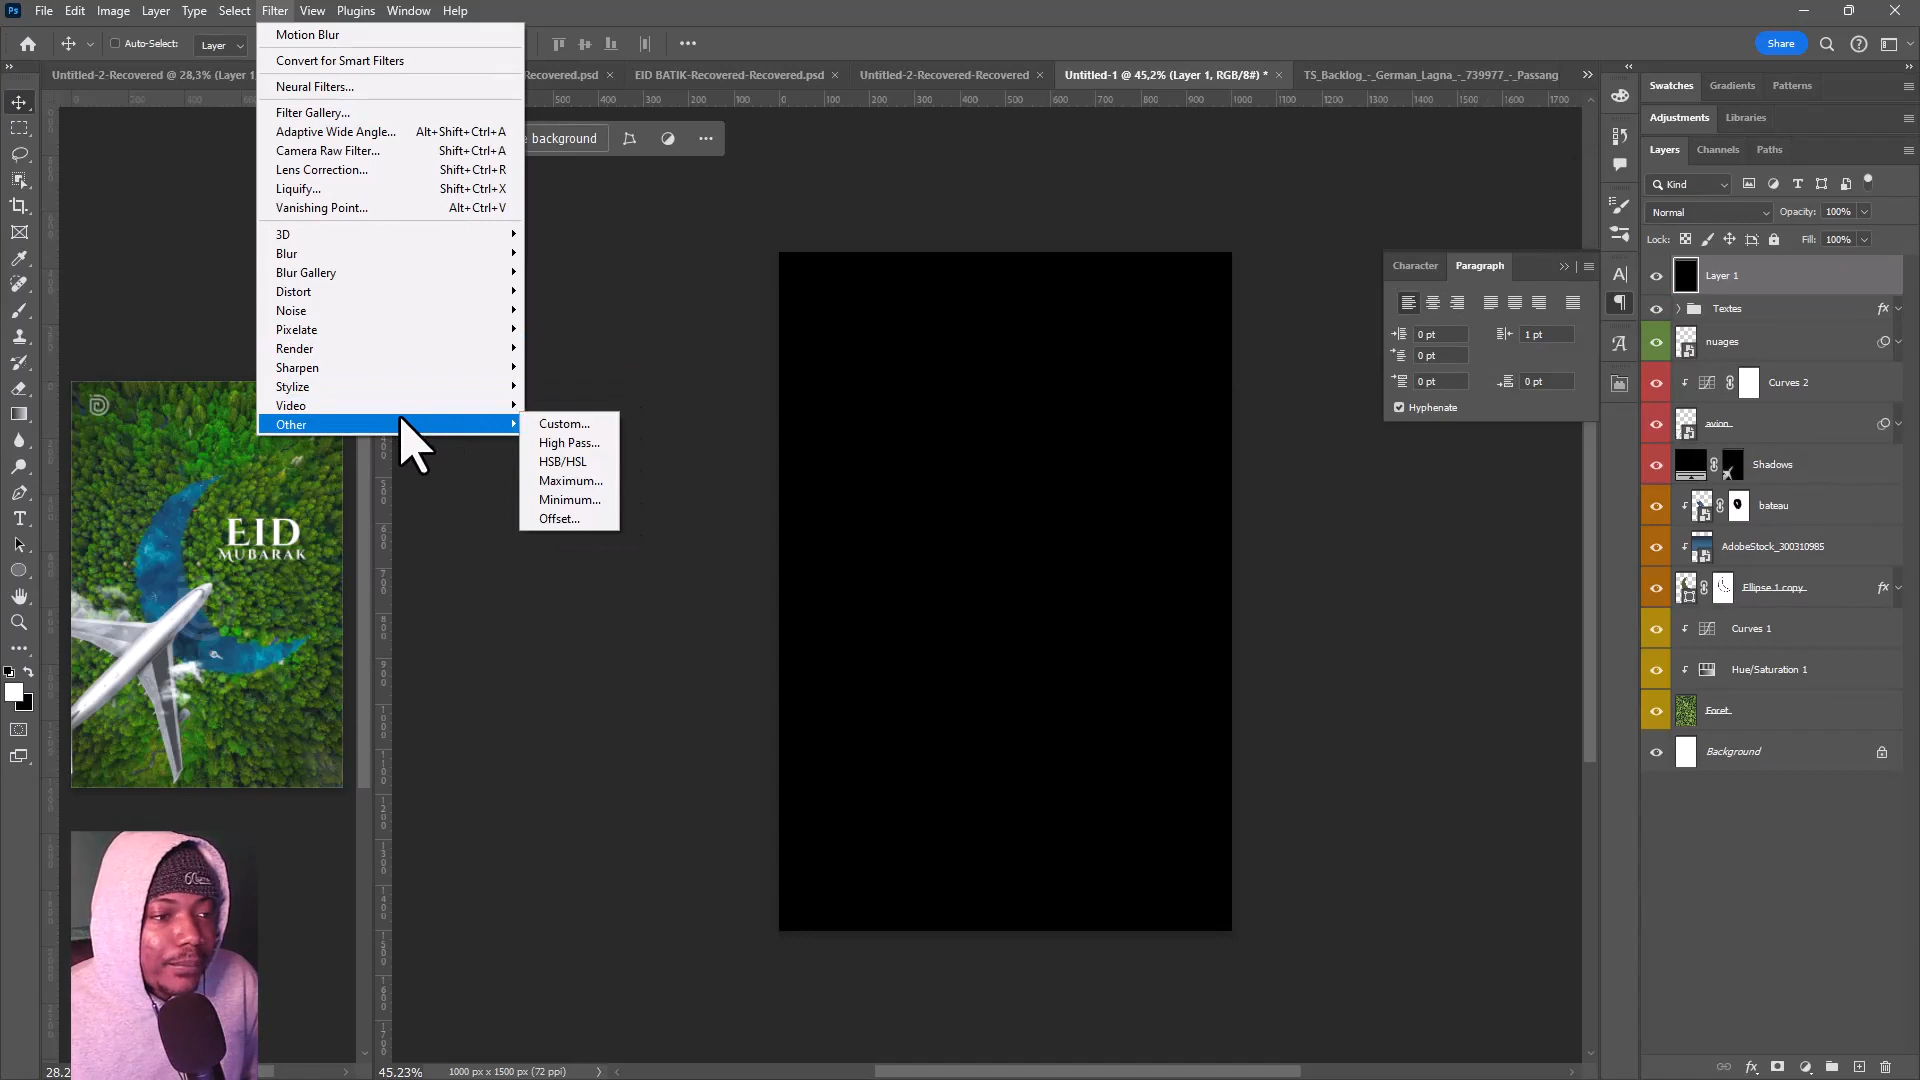 Ps File Edit Image Layer Type Select Filter View Plugins Window Help
Auto-Select: Layer
Share
Untitled-2-Recovered @ 28,3% (Layer 1,
Recovered.psd
EID BATIK-Recovered-Recovered.psd
Untitled-2-Recovered-Recovered
Untitled-1 @ 45,2% (Layer 1, RGB/8#) *
TS_Backlog_-_German_Lagna_-_739977_-_Passang
Motion Blur
Convert for Smart Filters
Neural Filters...
Filter Gallery...
Adaptive Wide Angle... Alt+Shift+Ctrl+A
Camera Raw Filter... Shift+Ctrl+A
Lens Correction... Shift+Ctrl+R
Liquify... Shift+Ctrl+X
Vanishing Point... Alt+Ctrl+V
3D
Blur
Blur Gallery
Distort
Noise
Pixelate
Render
Sharpen
Stylize
Video
Other
Custom...
High Pass...
HSB/HSL
Maximum...
Minimum...
Offset...
e background
500 300 200 100 0 100 200 300 400 500 600 700 800 900 1000 1100 1200 1300 1400 1500 1600 1700
EID
MUBARAK
60
Character Paragraph
0 pt 1 pt
0 pt
0 pt 0 pt
Hyphenate
Swatches Gradients Patterns
Adjustments Libraries
Layers Channels Paths
Kind
Normal Opacity: 100%
Lock: Fill: 100%
Layer 1
Textes fx
nuages
Curves 2
avion
Shadows
bateau
AdobeStock_300310985
Ellipse 1 copy fx
Curves 1
Hue/Saturation 1
Foret
Background
28.2
45.23% 1000 px x 1500 px (72 ppi)